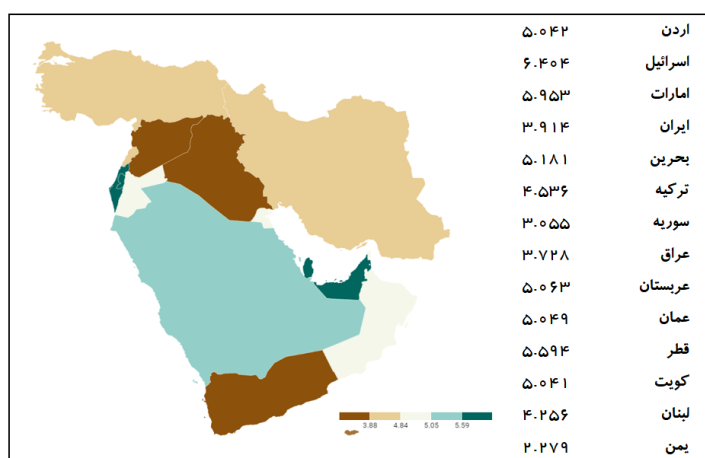 اردن ۵.۰۴۲
اسرائیل ۶.۴۰۴
امارات ۵.۹۵۳
ایران ۳.۹۱۴
بحرین ۵.۱۸۱
ترکیه ۴.۵۳۶
سوریه ۳.۰۵۵
عراق ۳.۷۲۸
عربستان ۵.۰۶۳
عمان ۵.۰۴۹
قطر ۵.۵۹۴
کویت ۵.۰۴۱
لبنان ۴.۲۵۶
یمن ۲.۲۷۹
3.88 4.84 5.05 5.59